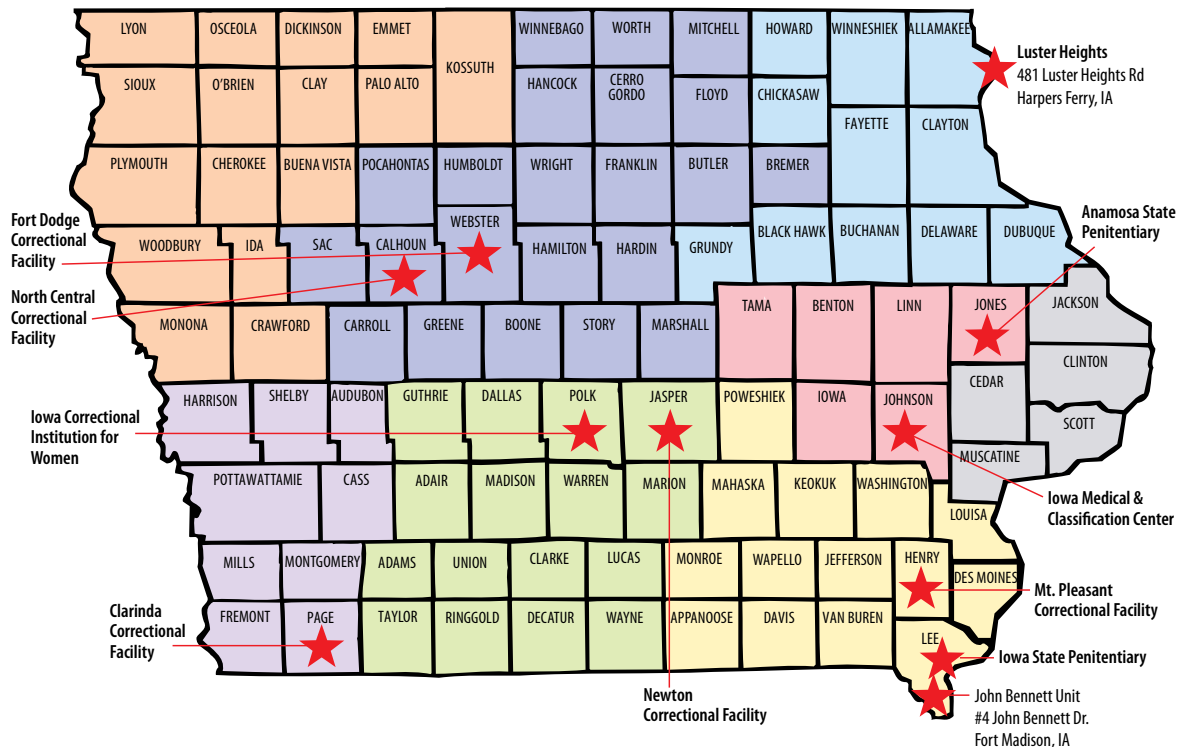 LYON
OSCEOLA
DICKINSON
EMMET
KOSSUTH
WINNEBAGO
WORTH
MITCHELL
HOWARD
WINNESHIEK
ALLAMAKEE
Luster Heights
481 Luster Heights Rd
Harpers Ferry, IA
SIOUX
O’BRIEN
CLAY
PALO ALTO
HANCOCK
CERRO
GORDO
FLOYD
CHICKASAW
FAYETTE
CLAYTON
PLYMOUTH
CHEROKEE
BUENA VISTA
POCAHONTAS
HUMBOLDT
WRIGHT
FRANKLIN
BUTLER
BREMER
Fort Dodge
Correctional
Facility
WEBSTER
Anamosa State
Penitentiary
WOODBURY
IDA
SAC
CALHOUN
HAMILTON
HARDIN
GRUNDY
BLACK HAWK
BUCHANAN
DELAWARE
DUBUQUE
North Central
Correctional
Facility
TAMA
BENTON
LINN
JONES
JACKSON
MONONA
CRAWFORD
CARROLL
GREENE
BOONE
STORY
MARSHALL
CLINTON
CEDAR
HARRISON
SHELBY
AUDUBON
GUTHRIE
DALLAS
POLK
JASPER
POWESHIEK
IOWA
JOHNSON
SCOTT
Iowa Correctional
Institution for
Women
MUSCATINE
POTTAWATTAMIE
CASS
ADAIR
MADISON
WARREN
MARION
MAHASKA
KEOKUK
WASHINGTON
Iowa Medical &
Classification Center
LOUISA
MILLS
MONTGOMERY
ADAMS
UNION
CLARKE
LUCAS
MONROE
WAPELLO
JEFFERSON
HENRY
DES MOINES
Mt. Pleasant
Correctional Facility
Clarinda
Correctional
Facility
FREMONT
PAGE
TAYLOR
RINGGOLD
DECATUR
WAYNE
APPANOOSE
DAVIS
VAN BUREN
LEE
Iowa State Penitentiary
Newton
Correctional Facility
John Bennett Unit
#4 John Bennett Dr.
Fort Madison, IA